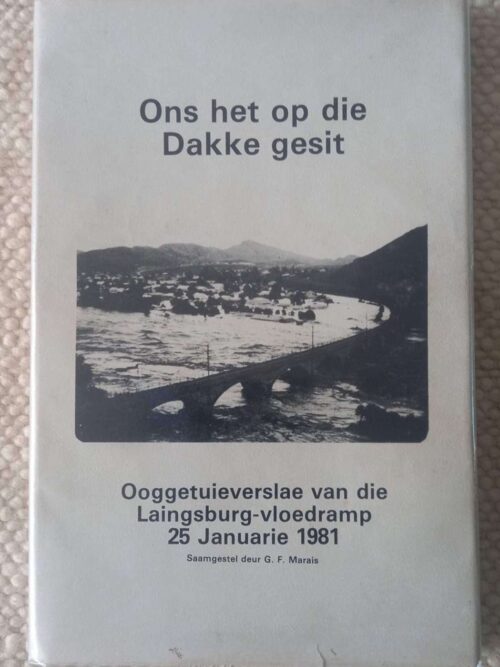 Ons het op die
Dakke gesit
Ooggetuieverslae van die
Laingsburg-vloedramp
25 Januarie 1981
Saamgestel deur G. F. Marais